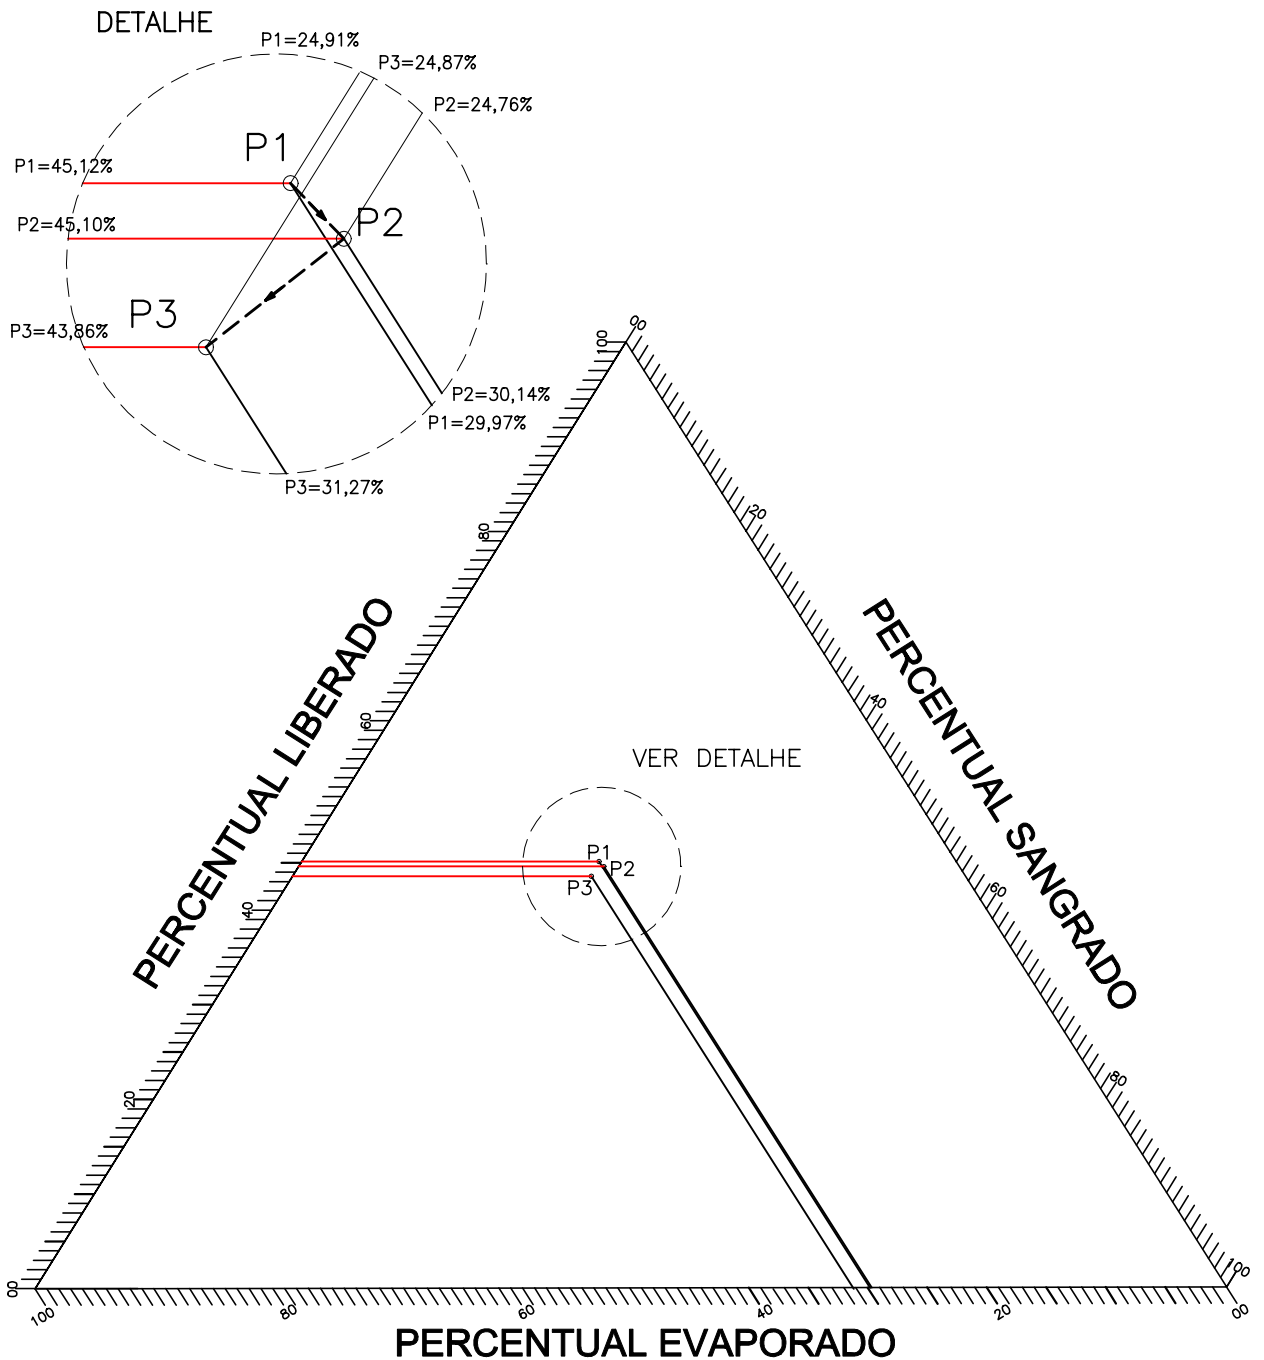 DETALHE
P1=24,91%
P3=24,87%
P2=24,76%
P1
P1=45,12%
P2
P2=45,10%
P3
P3=43,86%
P2=30,14%
P1=29,97%
P3=31,27%
00
100
20
80
PERCENTUAL LIBERADO
PERCENTUAL SANGRADO
40
60
VER DETALHE
P1
P2
P3
60
40
80
20
100
00
100
80
60
40
20
00
PERCENTUAL EVAPORADO